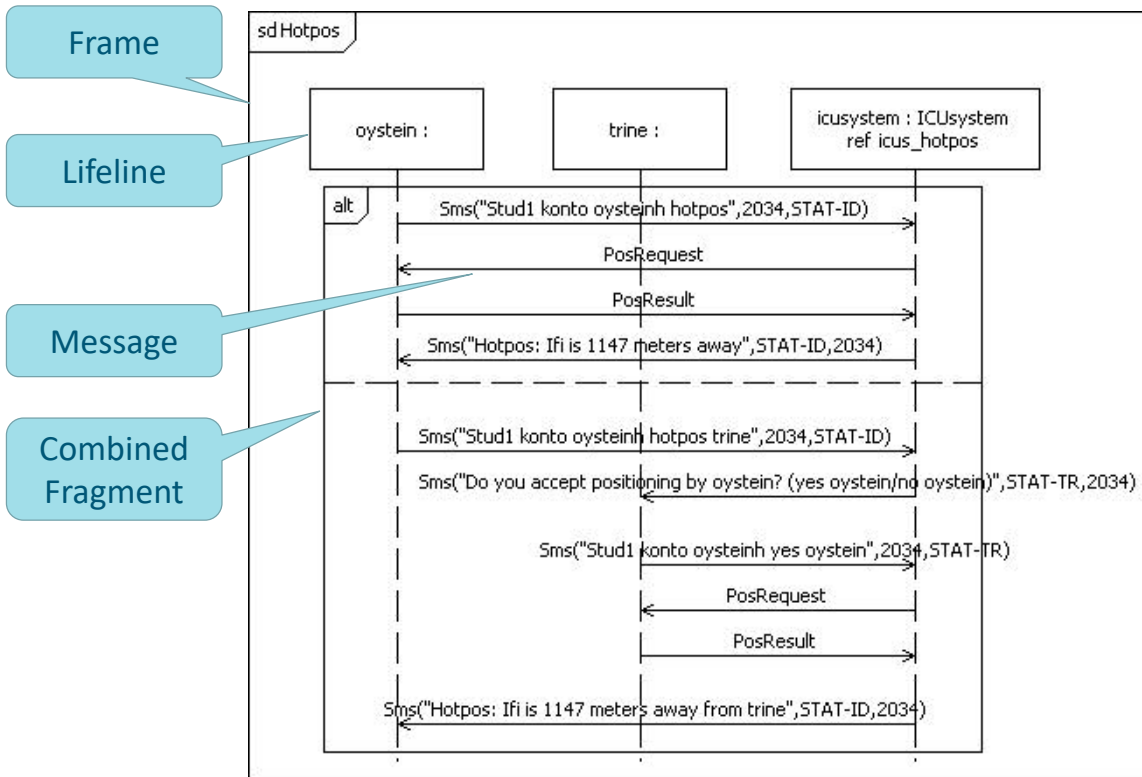 Frame
Lifeline
Message
Combined
Fragment
sd Hotpos
oystein :
trine :
icusystem : ICUsystem
ref icus_hotpos
alt
Sms("Stud1 konto oysteinh hotpos",2034,STAT-ID)
PosRequest
PosResult
Sms("Hotpos: Ifi is 1147 meters away",STAT-ID,2034)
Sms("Stud1 konto oysteinh hotpos trine",2034,STAT-ID)
Sms("Do you accept positioning by oystein? (yes oystein/no oystein)",STAT-TR,2034)
Sms("Stud1 konto oysteinh yes oystein",2034,STAT-TR)
PosRequest
PosResult
Sms("Hotpos: Ifi is 1147 meters away from trine",STAT-ID,2034)